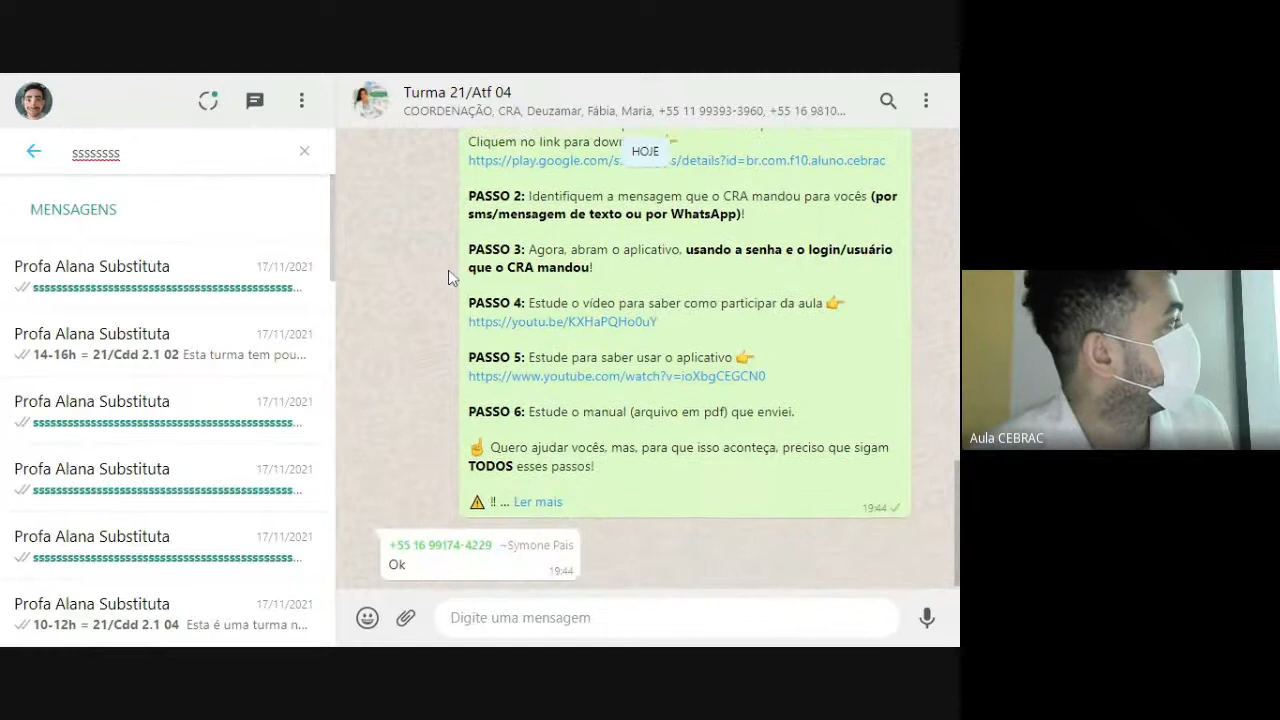 ssssssss
MENSAGENS
Profa Alana Substituta 17/11/2021
sssssssssssssssssssssssssssssssssssssssssssssss...
Profa Alana Substituta 17/11/2021
14-16h = 21/Cdd 2.1 02 Esta turma tem pou...
Profa Alana Substituta 17/11/2021
sssssssssssssssssssssssssssssssssssssssssssssss...
Profa Alana Substituta 17/11/2021
sssssssssssssssssssssssssssssssssssssssssssssss...
Profa Alana Substituta 17/11/2021
sssssssssssssssssssssssssssssssssssssssssssssss...
Profa Alana Substituta 17/11/2021
10-12h = 21/Cdd 2.1 04 Esta é uma turma n...
Turma 21/Atf 04
COORDENAÇÃO, CRA, Deuzamar, Fábia, Maria, +55 11 99393-3960, +55 16 9810...
Cliquem no link para dow
HOJE
https://play.google.com/s s/details?id=br.com.f10.aluno.cebrac
PASSO 2: Identifiquem a mensagem que o CRA mandou para vocês (por
sms/mensagem de texto ou por WhatsApp)!
PASSO 3: Agora, abram o aplicativo, usando a senha e o login/usuário
que o CRA mandou!
PASSO 4: Estude o vídeo para saber como participar da aula 👉
https://youtu.be/KXHaPQHo0uY
PASSO 5: Estude para saber usar o aplicativo 👉
https://www.youtube.com/watch?v=ioXbgCEGCN0
PASSO 6: Estude o manual (arquivo em pdf) que enviei.
☝ Quero ajudar vocês, mas, para que isso aconteça, preciso que sigam
TODOS esses passos!
⚠ !! ... Ler mais
19:44
+55 16 99174-4229 ~Symone Pais
Ok
19:44
Digite uma mensagem
Aula CEBRAC